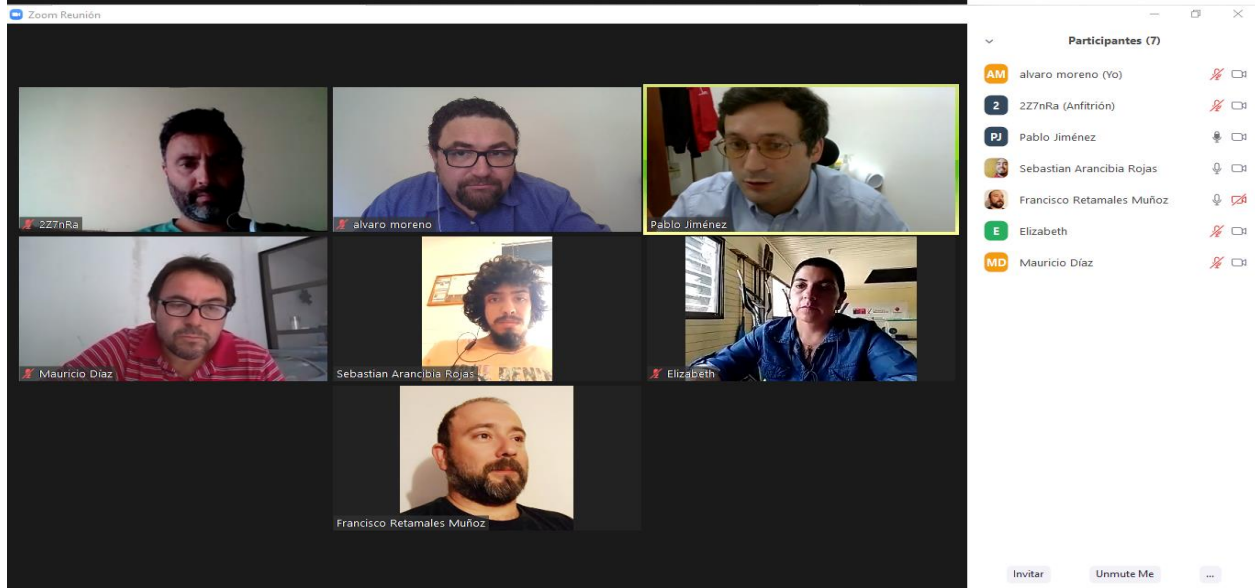 Zoom Reunión
2Z7nRa
alvaro moreno
Pablo Jiménez
Mauricio Díaz
Sebastian Arancibia Rojas
Elizabeth
Francisco Retamales Muñoz
Participantes (7)
AM alvaro moreno (Yo)
2 2Z7nRa (Anfitrión)
PJ Pablo Jiménez
Sebastian Arancibia Rojas
Francisco Retamales Muñoz
E Elizabeth
MD Mauricio Díaz
Invitar Unmute Me ...